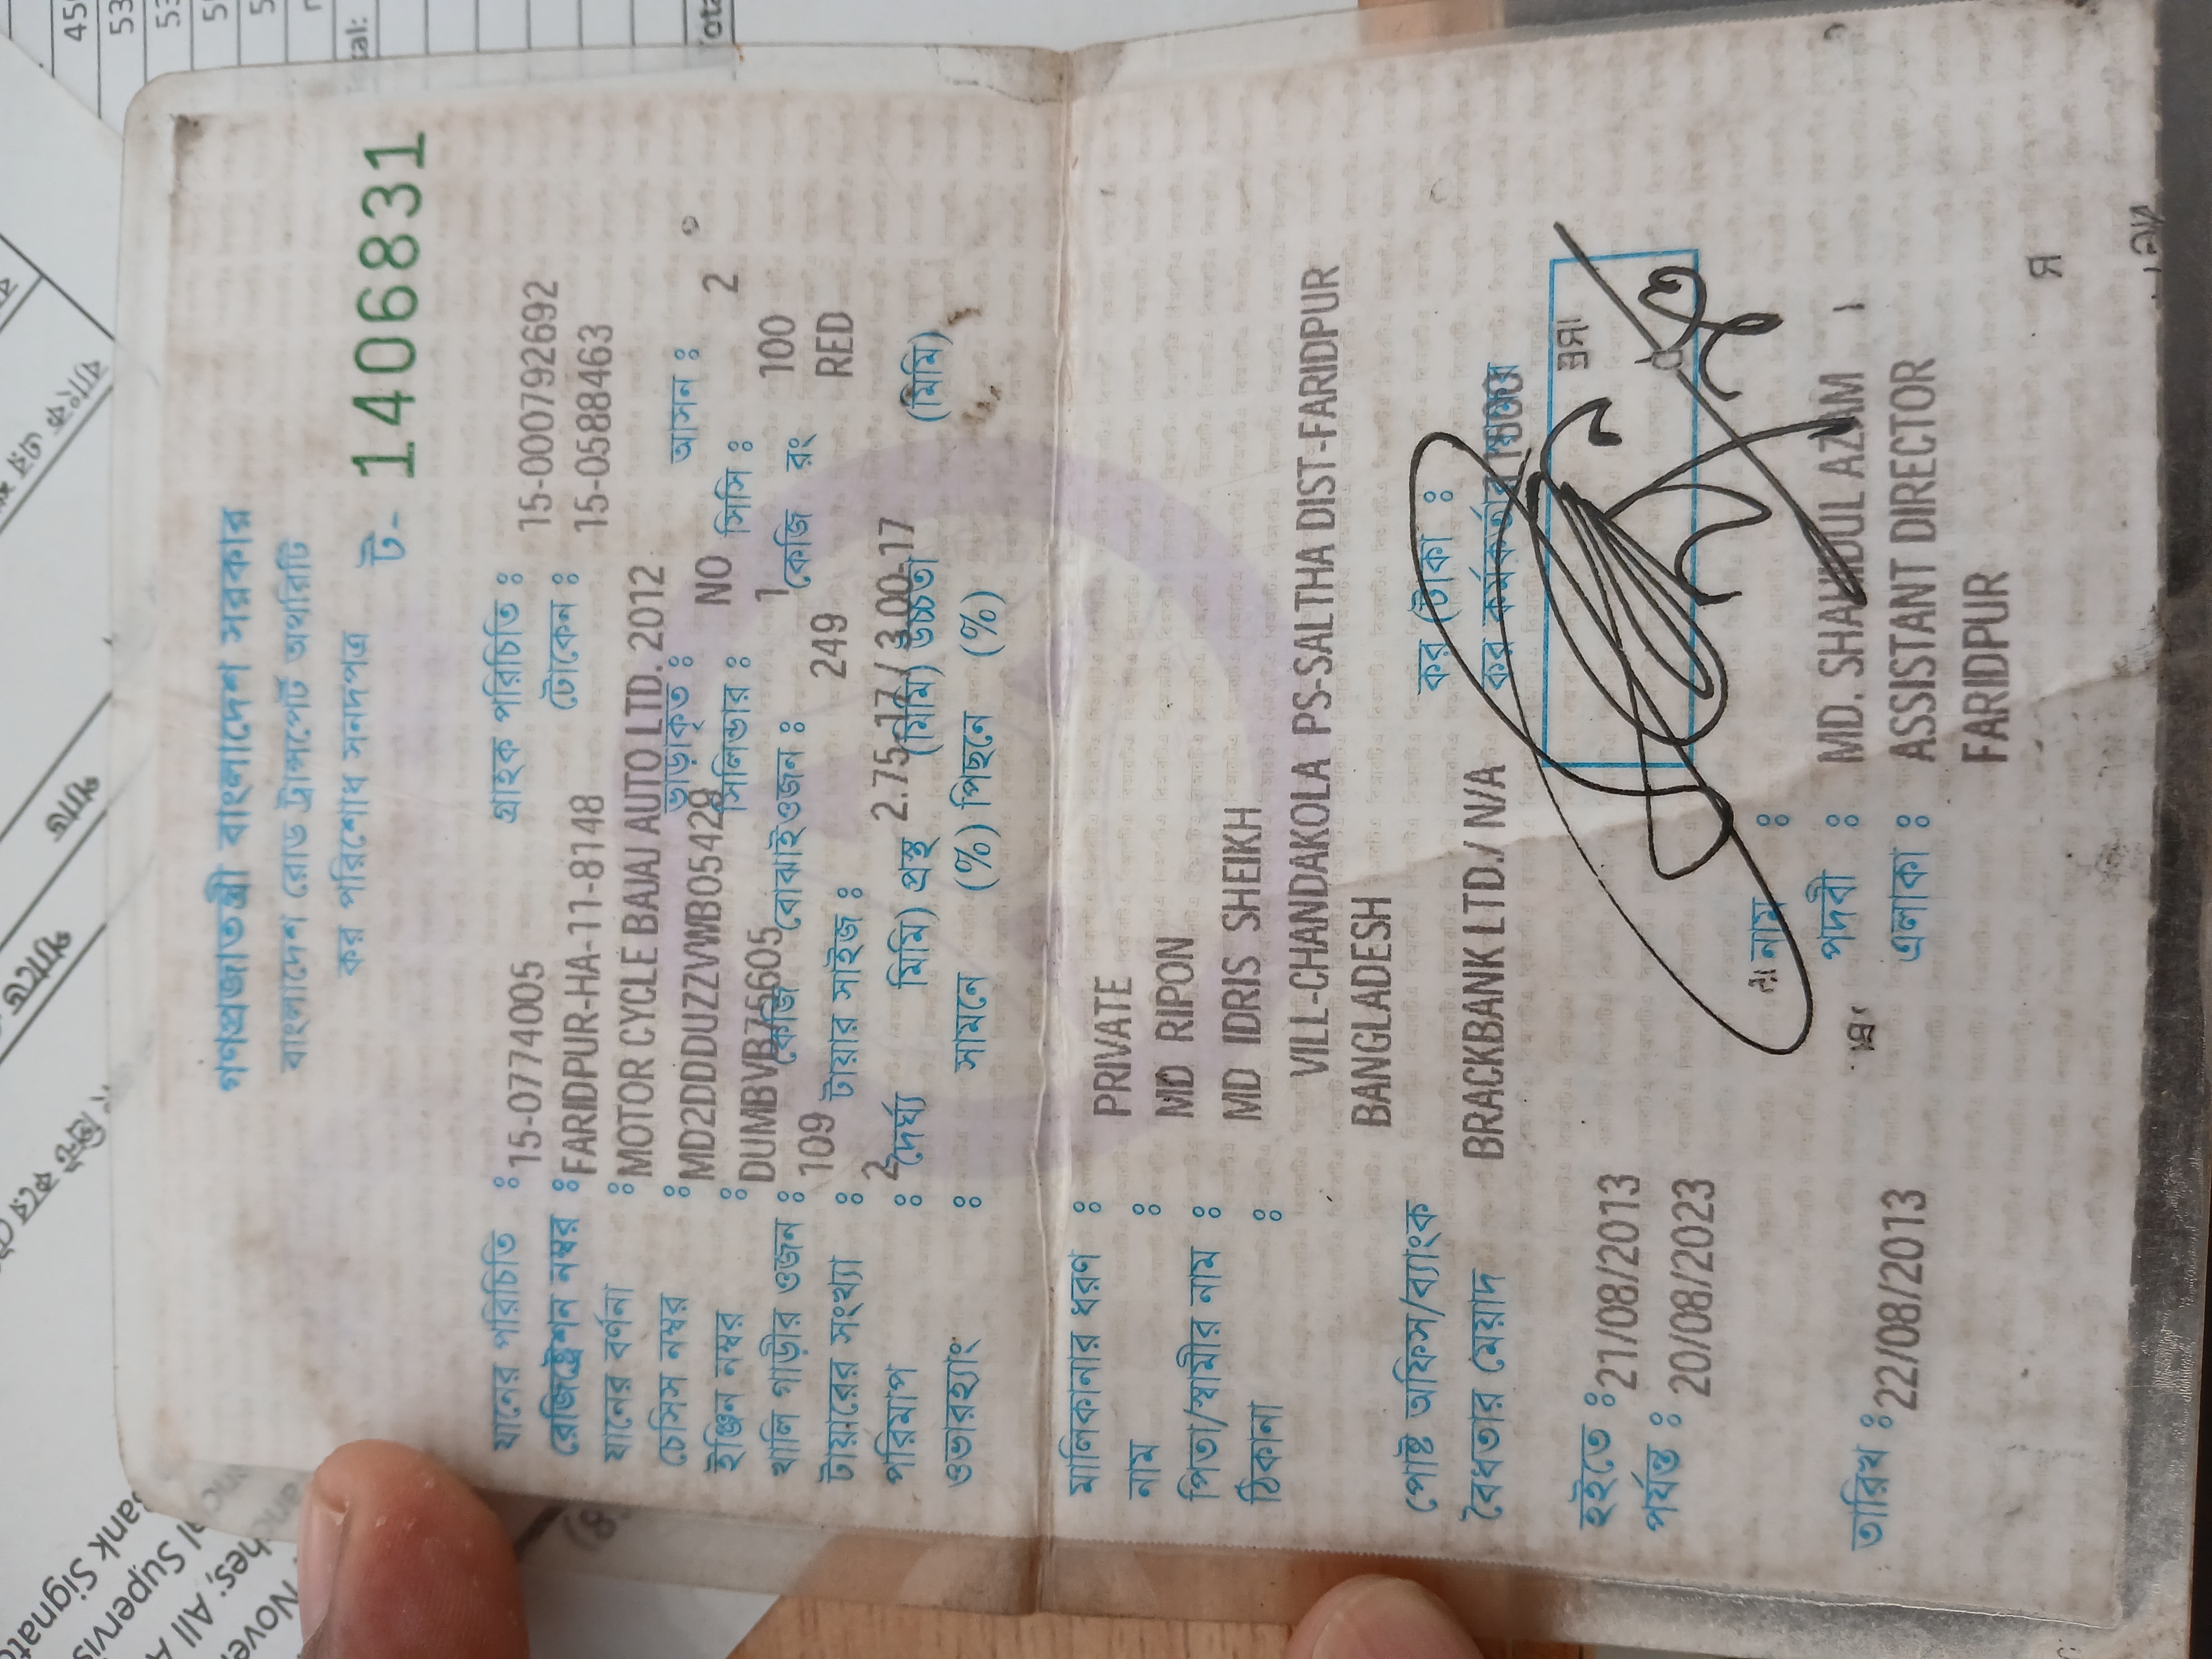 গণপ্রজাতন্ত্রী বাংলাদেশ সরকার
বাংলাদেশ রোড ট্রান্সপোর্ট অথরিটি
কর পরিশোধ সনদপত্র
ট- 1406831
যানের পরিচিতি : 15-0774005 গ্রাহক পরিচিতি : 15-000792692
রেজিষ্ট্রেশন নম্বর : FARIDPUR-HA-11-8148 টোকেন : 15-0588463
যানের বর্ণনা : MOTOR CYCLE BAJAJ AUTO LTD. 2012
চেসিস নম্বর : MD2DDDUZZVWB05429 ভাড়াকৃত : NO আসন : 2
ইঞ্জিন নম্বর : DUMBVB75605 সিলিন্ডার : 1 সিসি : 100
খালি গাড়ীর ওজন : 109 কেজি বোঝাইওজন : 249 কেজি রং : RED
টায়ারের সংখ্যা : 2 টায়ার সাইজ : 2.75-17 / 3.00-17
পরিমাপ : দৈর্ঘ্য মিমি) প্রস্থ (মিমি) উচ্চতা (মিমি)
ওভারহ্যাং : সামনে (%) পিছনে (%)
মালিকানার ধরণ : PRIVATE
নাম : MD RIPON
পিতা/স্বামীর নাম : MD IDRIS SHEIKH
ঠিকানা : VILL-CHANDAKOLA PS-SALTHA DIST-FARIDPUR
BANGLADESH
পোষ্ট অফিস/ব্যাংক BRACKBANK LTD./ N/A কর (টাকা :
বৈধতার মেয়াদ কর কর্মকর্তার
হইতে : 21/08/2013
পর্যন্ত : 20/08/2023
নাম : MD. SHAHIDUL AZAM
পদবী : ASSISTANT DIRECTOR
তারিখ : 22/08/2013 এলাকা : FARIDPUR